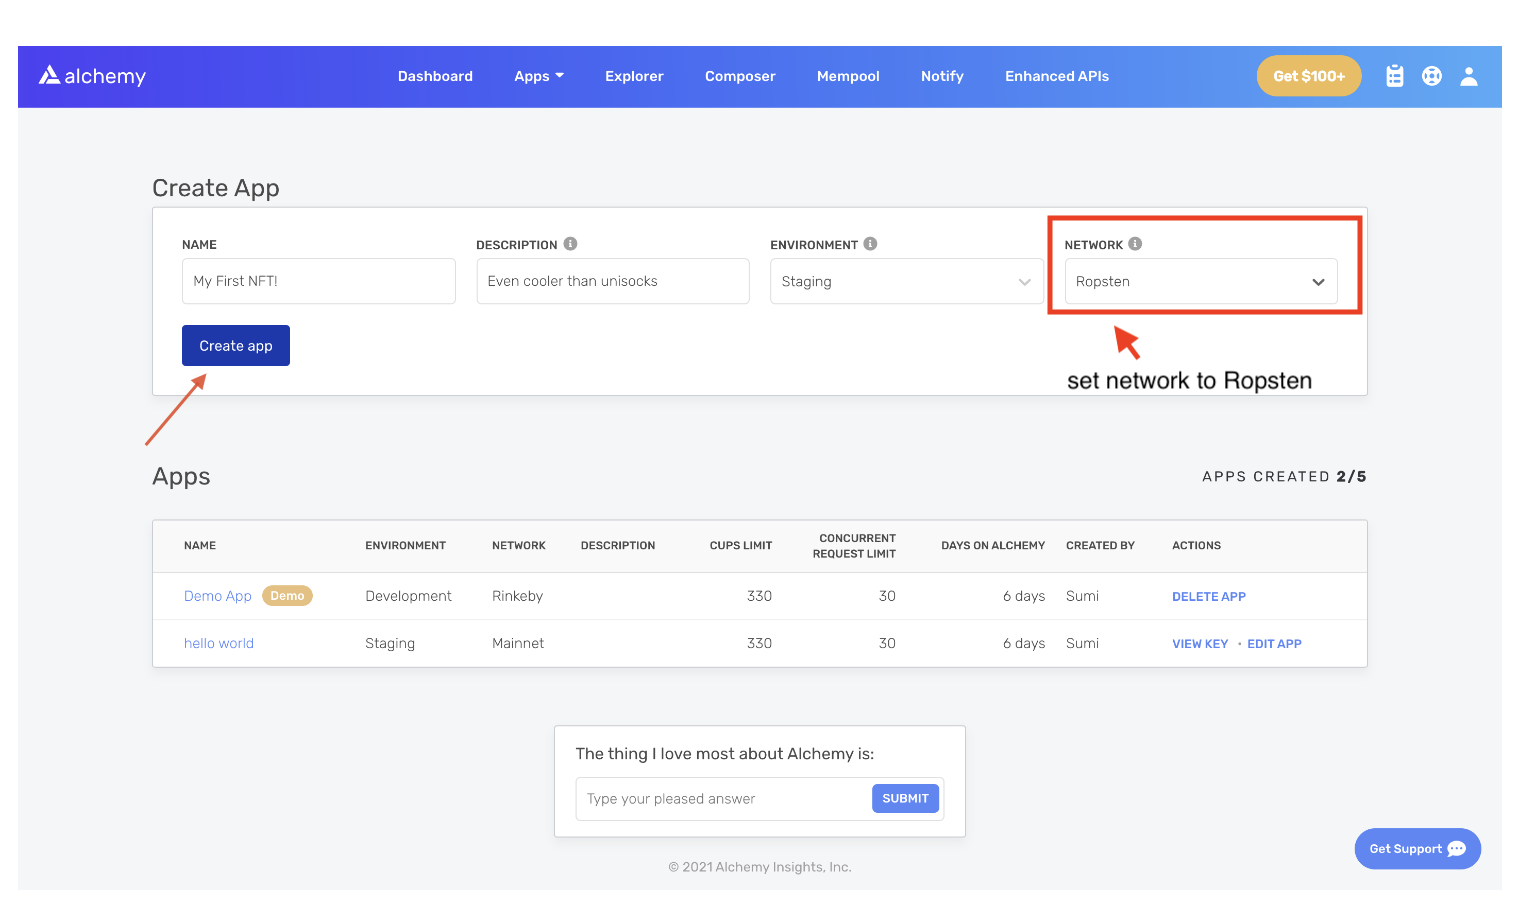 alchemy
Dashboard Apps Explorer Composer Mempool Notify Enhanced APIs Get $100+
Create App
NAME DESCRIPTION ENVIRONMENT NETWORK
My First NFT! Even cooler than unisocks Staging Ropsten
Create app
set network to Ropsten
Apps APPS CREATED 2/5
NAME ENVIRONMENT NETWORK DESCRIPTION CUPS LIMIT CONCURRENT REQUEST LIMIT DAYS ON ALCHEMY CREATED BY ACTIONS
Demo App Demo Development Rinkeby 330 30 6 days Sumi DELETE APP
hello world Staging Mainnet 330 30 6 days Sumi VIEW KEY · EDIT APP
The thing I love most about Alchemy is:
Type your pleased answer SUBMIT
© 2021 Alchemy Insights, Inc.
Get Support